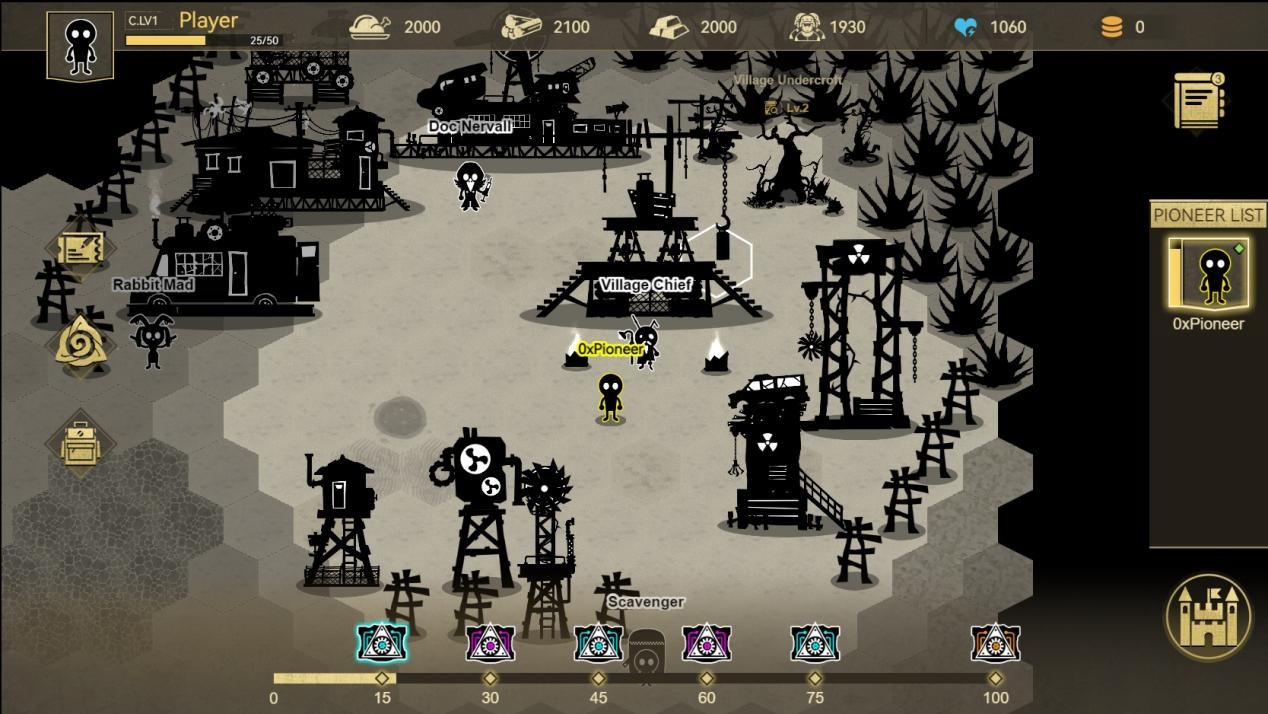 C.LV1 Player
25/50
2000
2100
2000
1930
1060
0
Village Undercroft
Lv.2
3
Doc Nervall
PIONEER LIST
Rabbit Mad
Village Chief
0xPioneer
0xPioneer
Scavenger
0 15 30 45 60 75 100